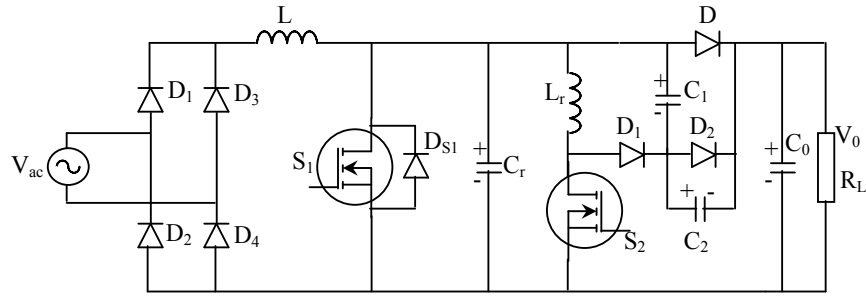 L
D
D₁
D₃
Lᵣ
+
C₁
-
Vac
S₁
DS1
+
Cᵣ
-
D₁
D₂
+
C₀
-
V₀
RL
+ -
C₂
S₂
D₂
D₄